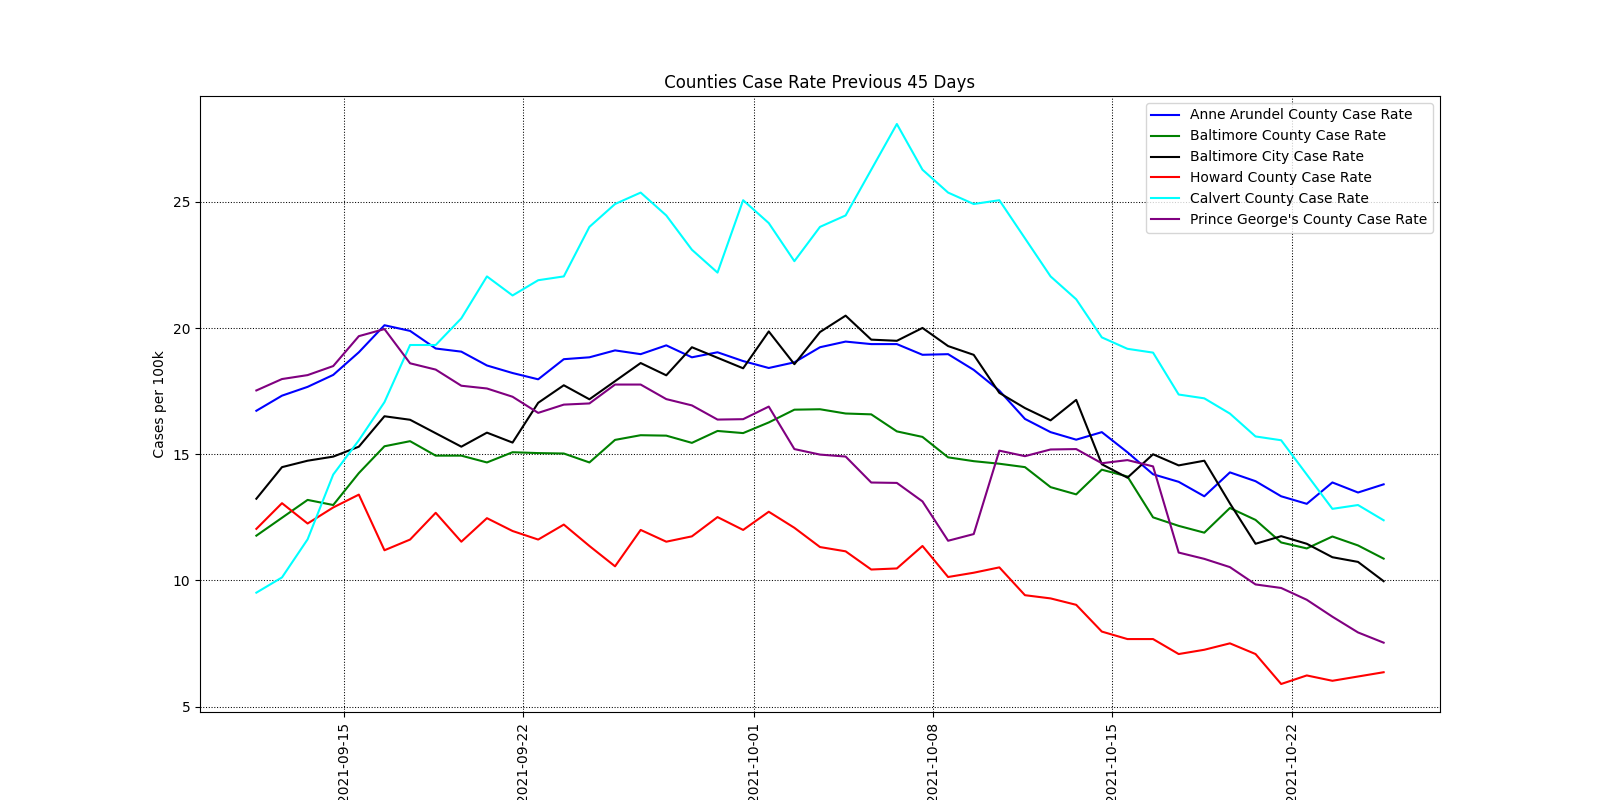 Counties Case Rate Previous 45 Days
Anne Arundel County Case Rate
Baltimore County Case Rate
Baltimore City Case Rate
Howard County Case Rate
Calvert County Case Rate
Prince George's County Case Rate
Cases per 100k
25
20
15
10
5
2021-09-15
2021-09-22
2021-10-01
2021-10-08
2021-10-15
2021-10-22